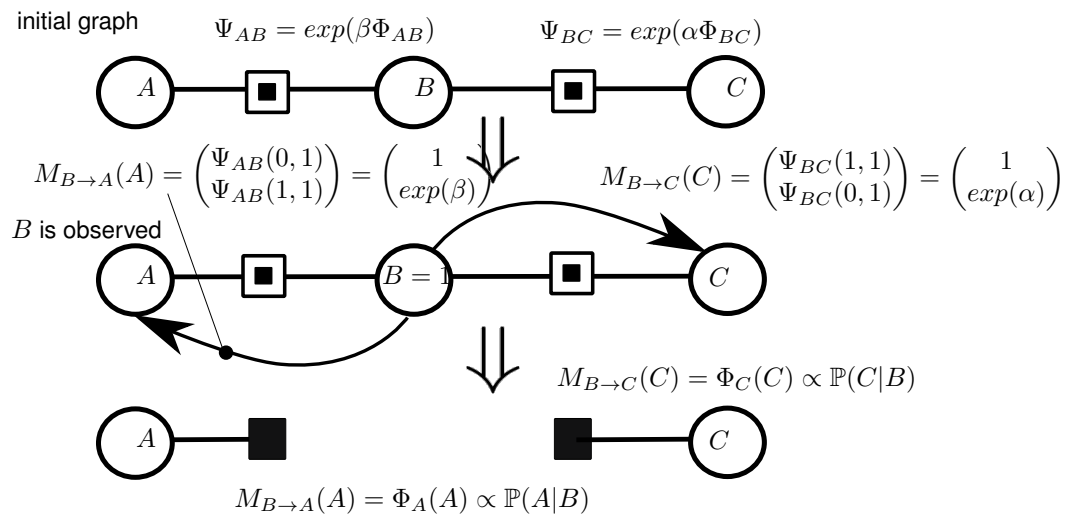 initial graph
Ψ_{AB} = exp(βΦ_{AB})
Ψ_{BC} = exp(αΦ_{BC})
A
B
C
M_{B→A}(A) = (Ψ_{AB}(0, 1) Ψ_{AB}(1, 1)) = (1 exp(β))
M_{B→C}(C) = (Ψ_{BC}(1, 1) Ψ_{BC}(0, 1)) = (1 exp(α))
B is observed
A
B = 1
C
M_{B→C}(C) = Φ_C(C) ∝ ℙ(C|B)
A
C
M_{B→A}(A) = Φ_A(A) ∝ ℙ(A|B)